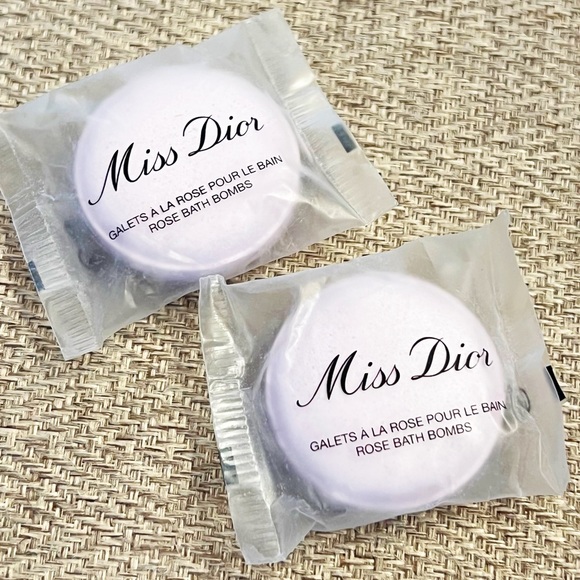 Miss Dior
GALETS À LA ROSE POUR LE BAIN
ROSE BATH BOMBS
Miss Dior
GALETS À LA ROSE POUR LE BAIN
ROSE BATH BOMBS